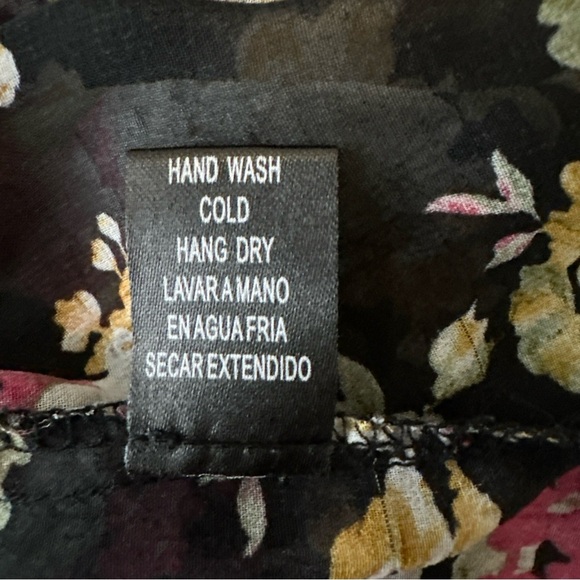 HAND WASH
COLD
HANG DRY
LAVAR A MANO
EN AGUA FRIA
SECAR EXTENDIDO